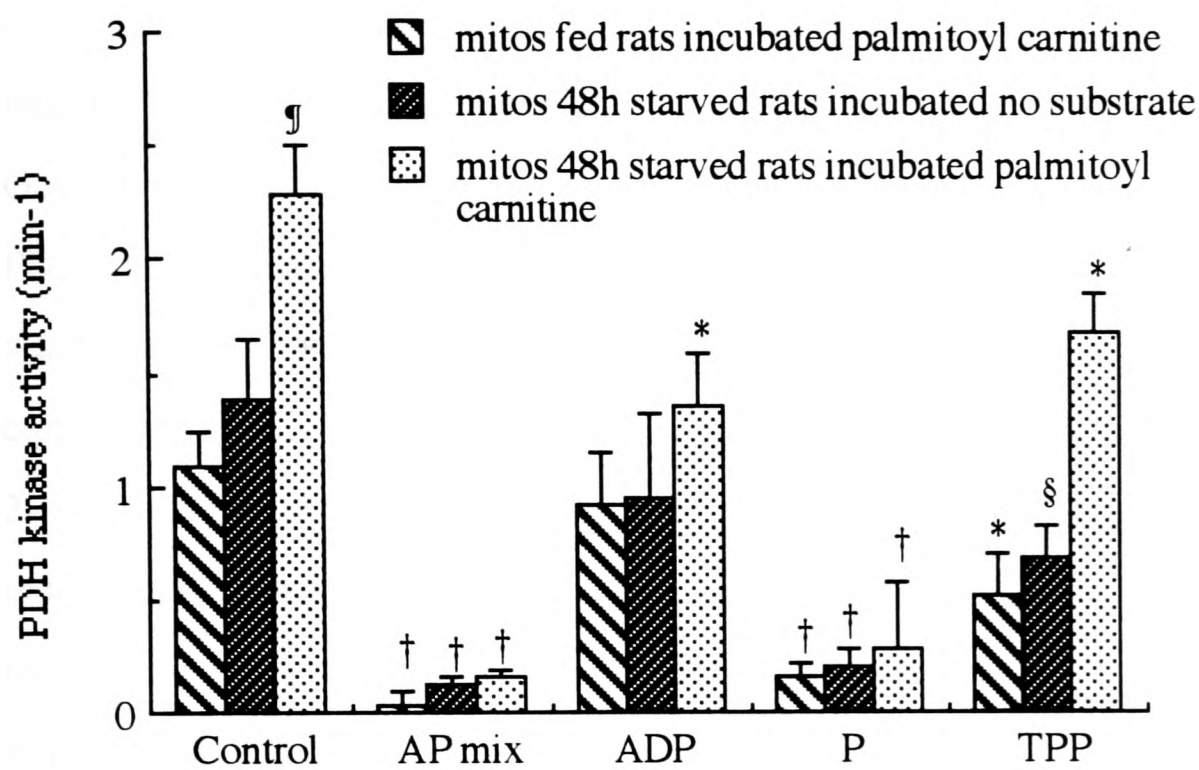 mitos fed rats incubated palmitoyl carnitine
mitos 48h starved rats incubated no substrate
mitos 48h starved rats incubated palmitoyl
carnitine
PDH kinase activity (min-1)
3
2
1
0
¶
† † †
*
† † †
* § *
Control AP mix ADP P TPP